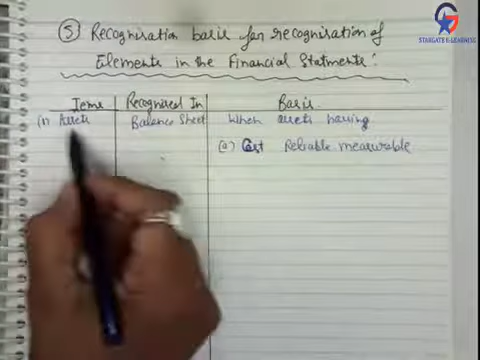 STARGATE E-LEARNING
(5) Recognisation basis for recognisation of
Elements in the Financial Statments :
Items Recognised In Basis
(1) Assets Balance Sheet When assets having
(a) Cost Reliable measurable